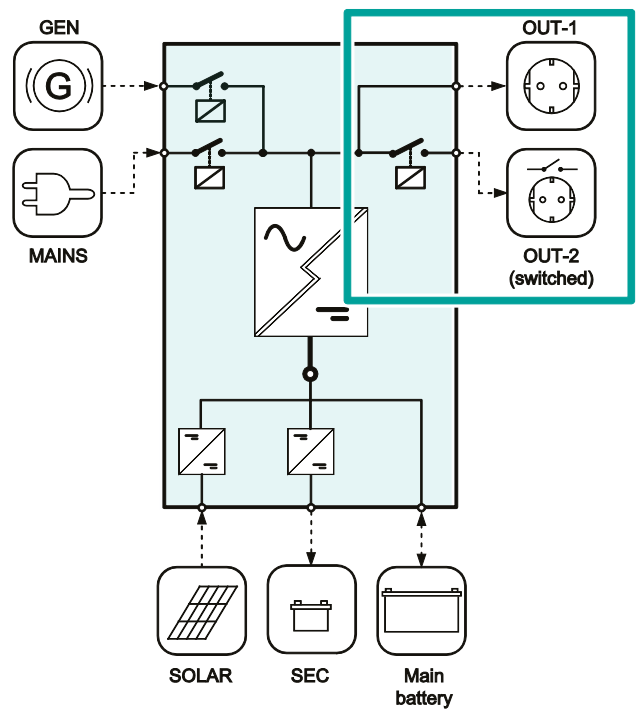 GEN
OUT-1
G
MAINS
OUT-2
(switched)
SOLAR
SEC
Main
battery